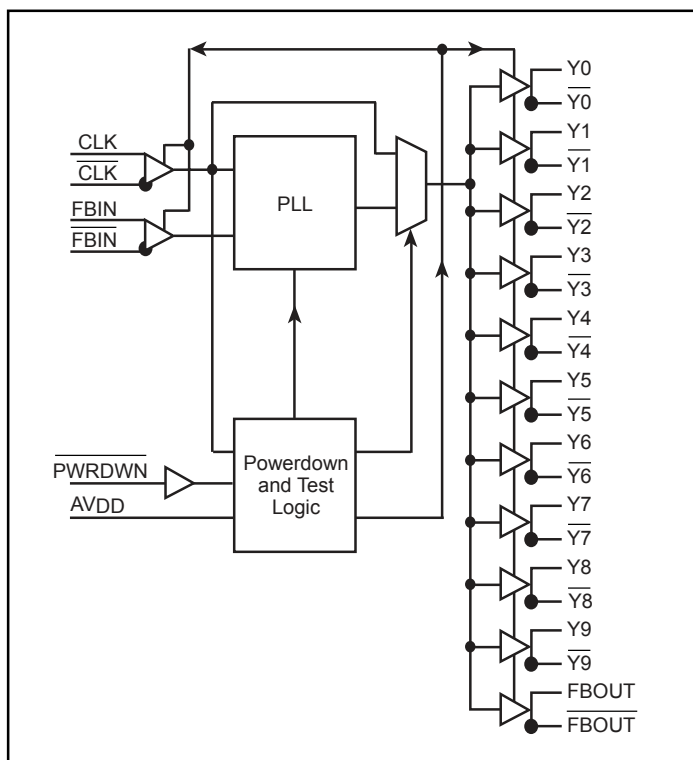 Y0
Y0
CLK
CLK
FBIN
FBIN
PLL
Y1
Y1
Y2
Y2
Y3
Y3
Y4
Y4
Y5
Y5
PWRDWN
AVDD
Powerdown
and Test
Logic
Y6
Y6
Y7
Y7
Y8
Y8
Y9
Y9
FBOUT
FBOUT